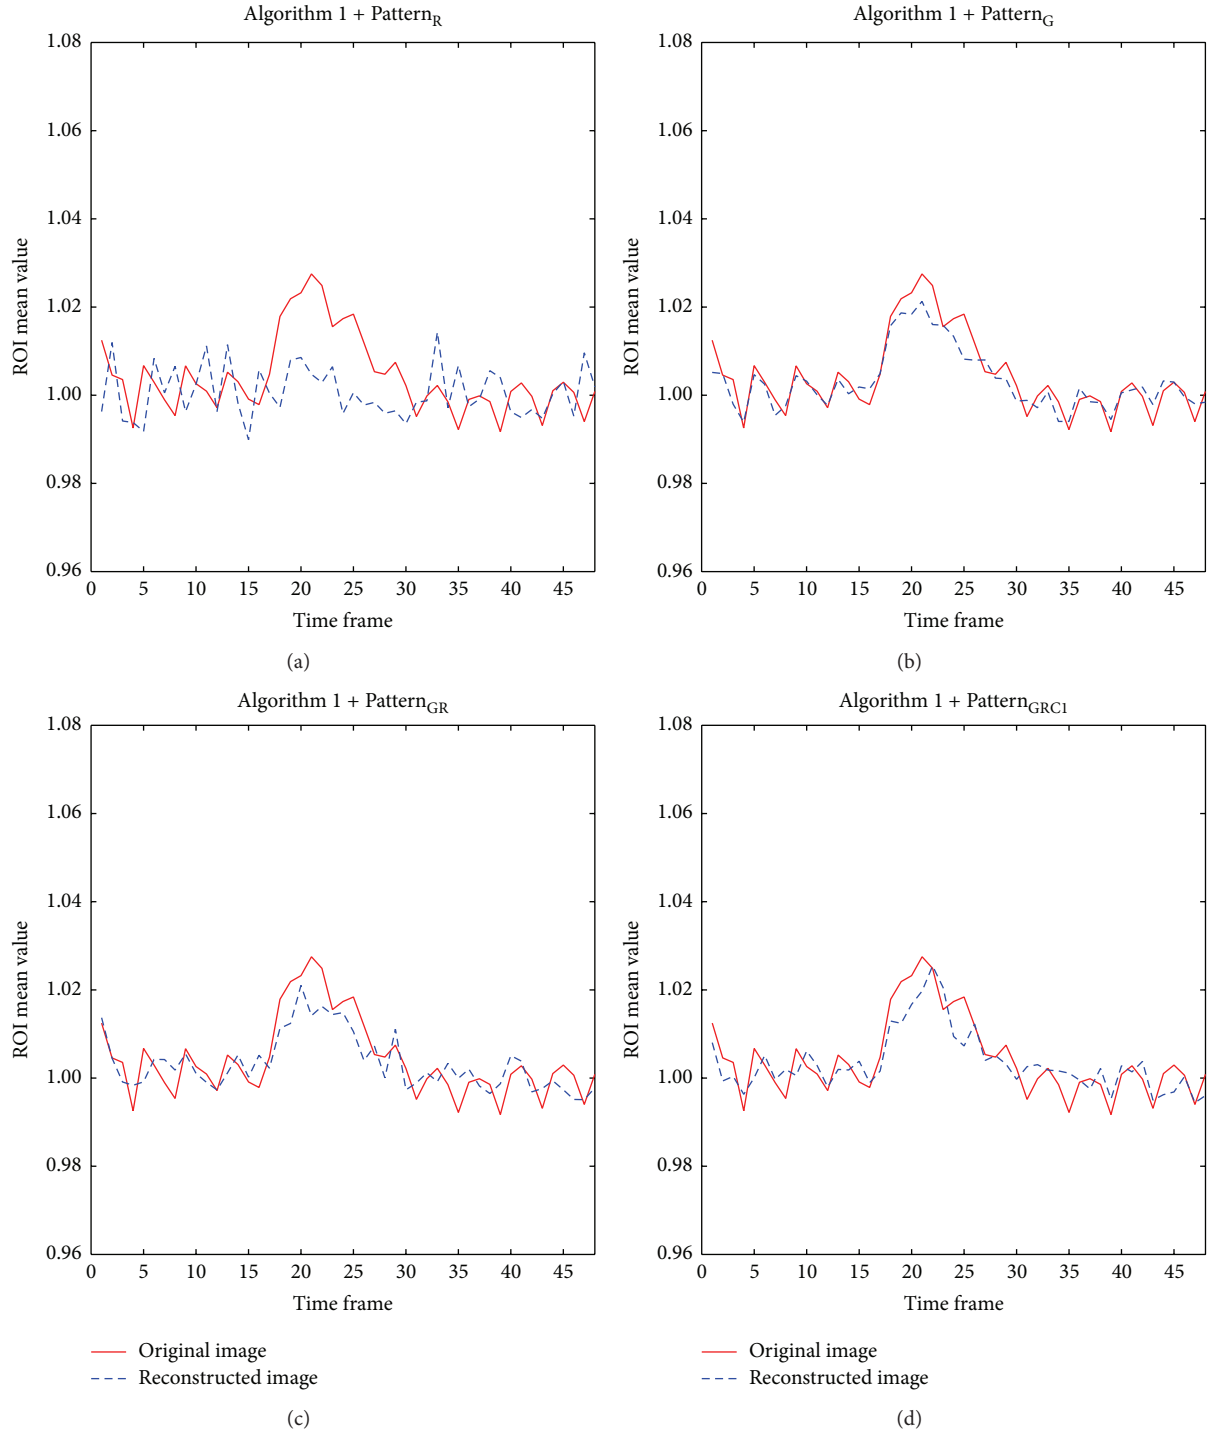 Algorithm 1 + Pattern_R
1.08
1.06
1.04
1.02
1.00
0.98
0.96
ROI mean value
0 5 10 15 20 25 30 35 40 45
Time frame
(a)
Algorithm 1 + Pattern_G
1.08
1.06
1.04
1.02
1.00
0.98
0.96
ROI mean value
0 5 10 15 20 25 30 35 40 45
Time frame
(b)
Algorithm 1 + Pattern_GR
1.08
1.06
1.04
1.02
1.00
0.98
0.96
ROI mean value
0 5 10 15 20 25 30 35 40 45
Time frame
Original image
Reconstructed image
(c)
Algorithm 1 + Pattern_GRC1
1.08
1.06
1.04
1.02
1.00
0.98
0.96
ROI mean value
0 5 10 15 20 25 30 35 40 45
Time frame
Original image
Reconstructed image
(d)